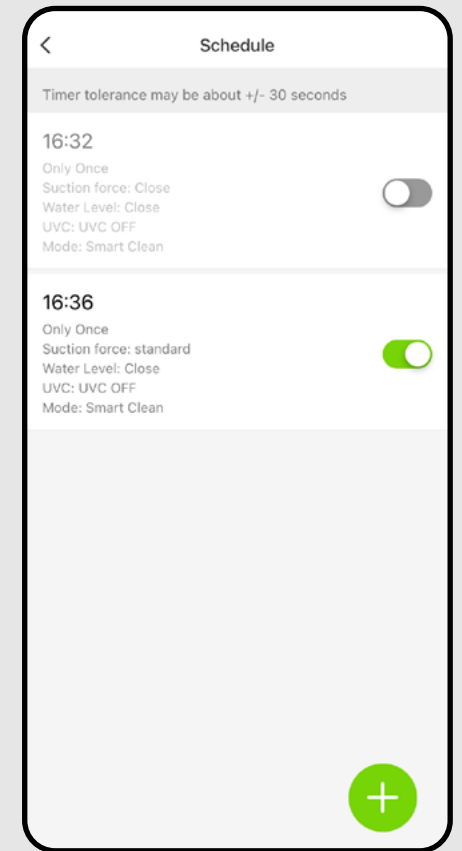 Schedule
Timer tolerance may be about +/- 30 seconds
16:32
Only Once
Suction force: Close
Water Level: Close
UVC: UVC OFF
Mode: Smart Clean
16:36
Only Once
Suction force: standard
Water Level: Close
UVC: UVC OFF
Mode: Smart Clean